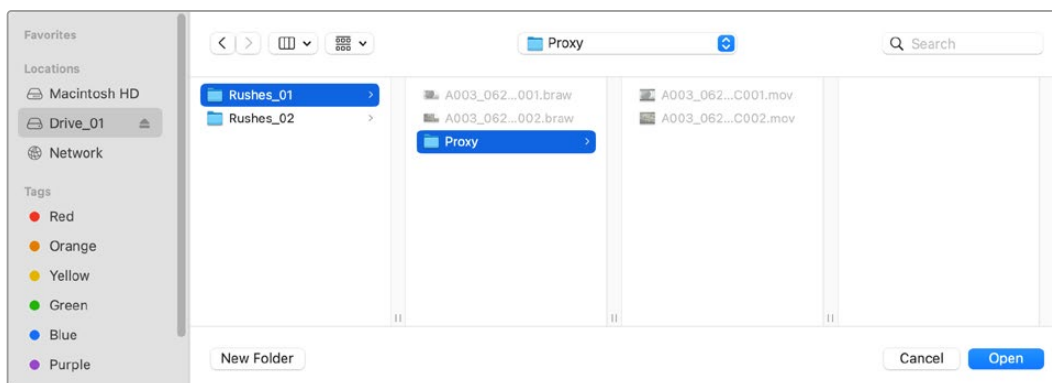 Favorites
Locations
Macintosh HD
Drive_01
Network
Tags
Red
Orange
Yellow
Green
Blue
Purple
Proxy
Search
Rushes_01
Rushes_02
A003_062...001.braw
A003_062...002.braw
Proxy
A003_062...C001.mov
A003_062...C002.mov
New Folder
Cancel
Open